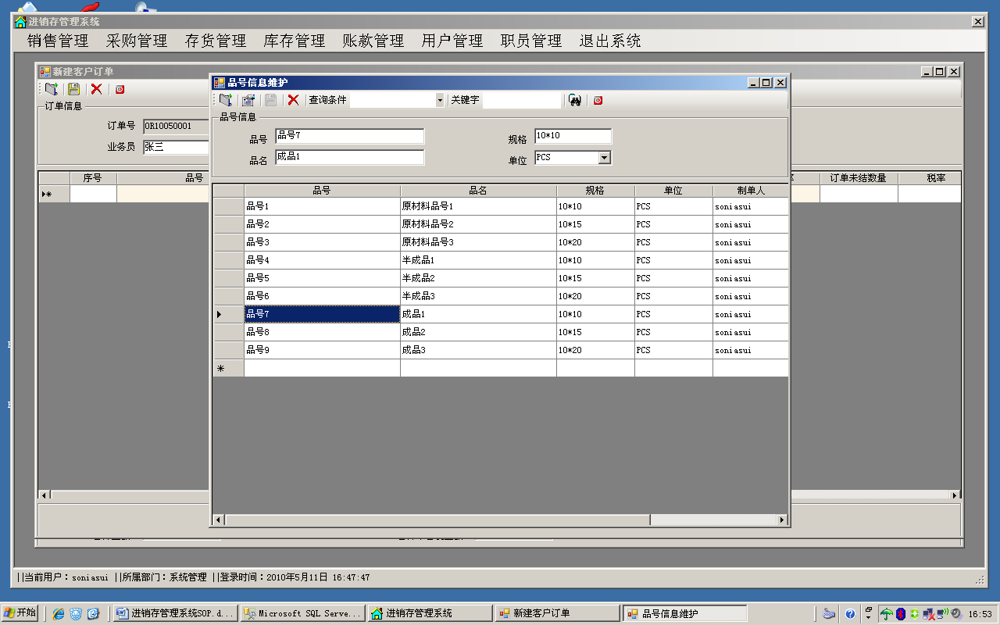 进销存管理系统
销售管理 采购管理 存货管理 库存管理 账款管理 用户管理 职员管理 退出系统
新建客户订单
订单信息
订单号 OR10050001
业务员 张三
序号 品号 订单未结数量 税率
品号信息维护
查询条件 关键字
品号信息
品号 品号7 规格 10*10
品名 成品1 单位 PCS
品号 品名 规格 单位 制单人
品号1 原材料品号1 10*10 PCS soniasui
品号2 原材料品号2 10*15 PCS soniasui
品号3 原材料品号3 10*20 PCS soniasui
品号4 半成品1 10*10 PCS soniasui
品号5 半成品2 10*15 PCS soniasui
品号6 半成品3 10*20 PCS soniasui
品号7 成品1 10*10 PCS soniasui
品号8 成品2 10*15 PCS soniasui
品号9 成品3 10*20 PCS soniasui
||当前用户：soniasui ||所属部门：系统管理 ||登录时间：2010年5月11日 16:47:47
开始 进销存管理系统SOP.d... Microsoft SQL Serve... 进销存管理系统 新建客户订单 品号信息维护 16:53